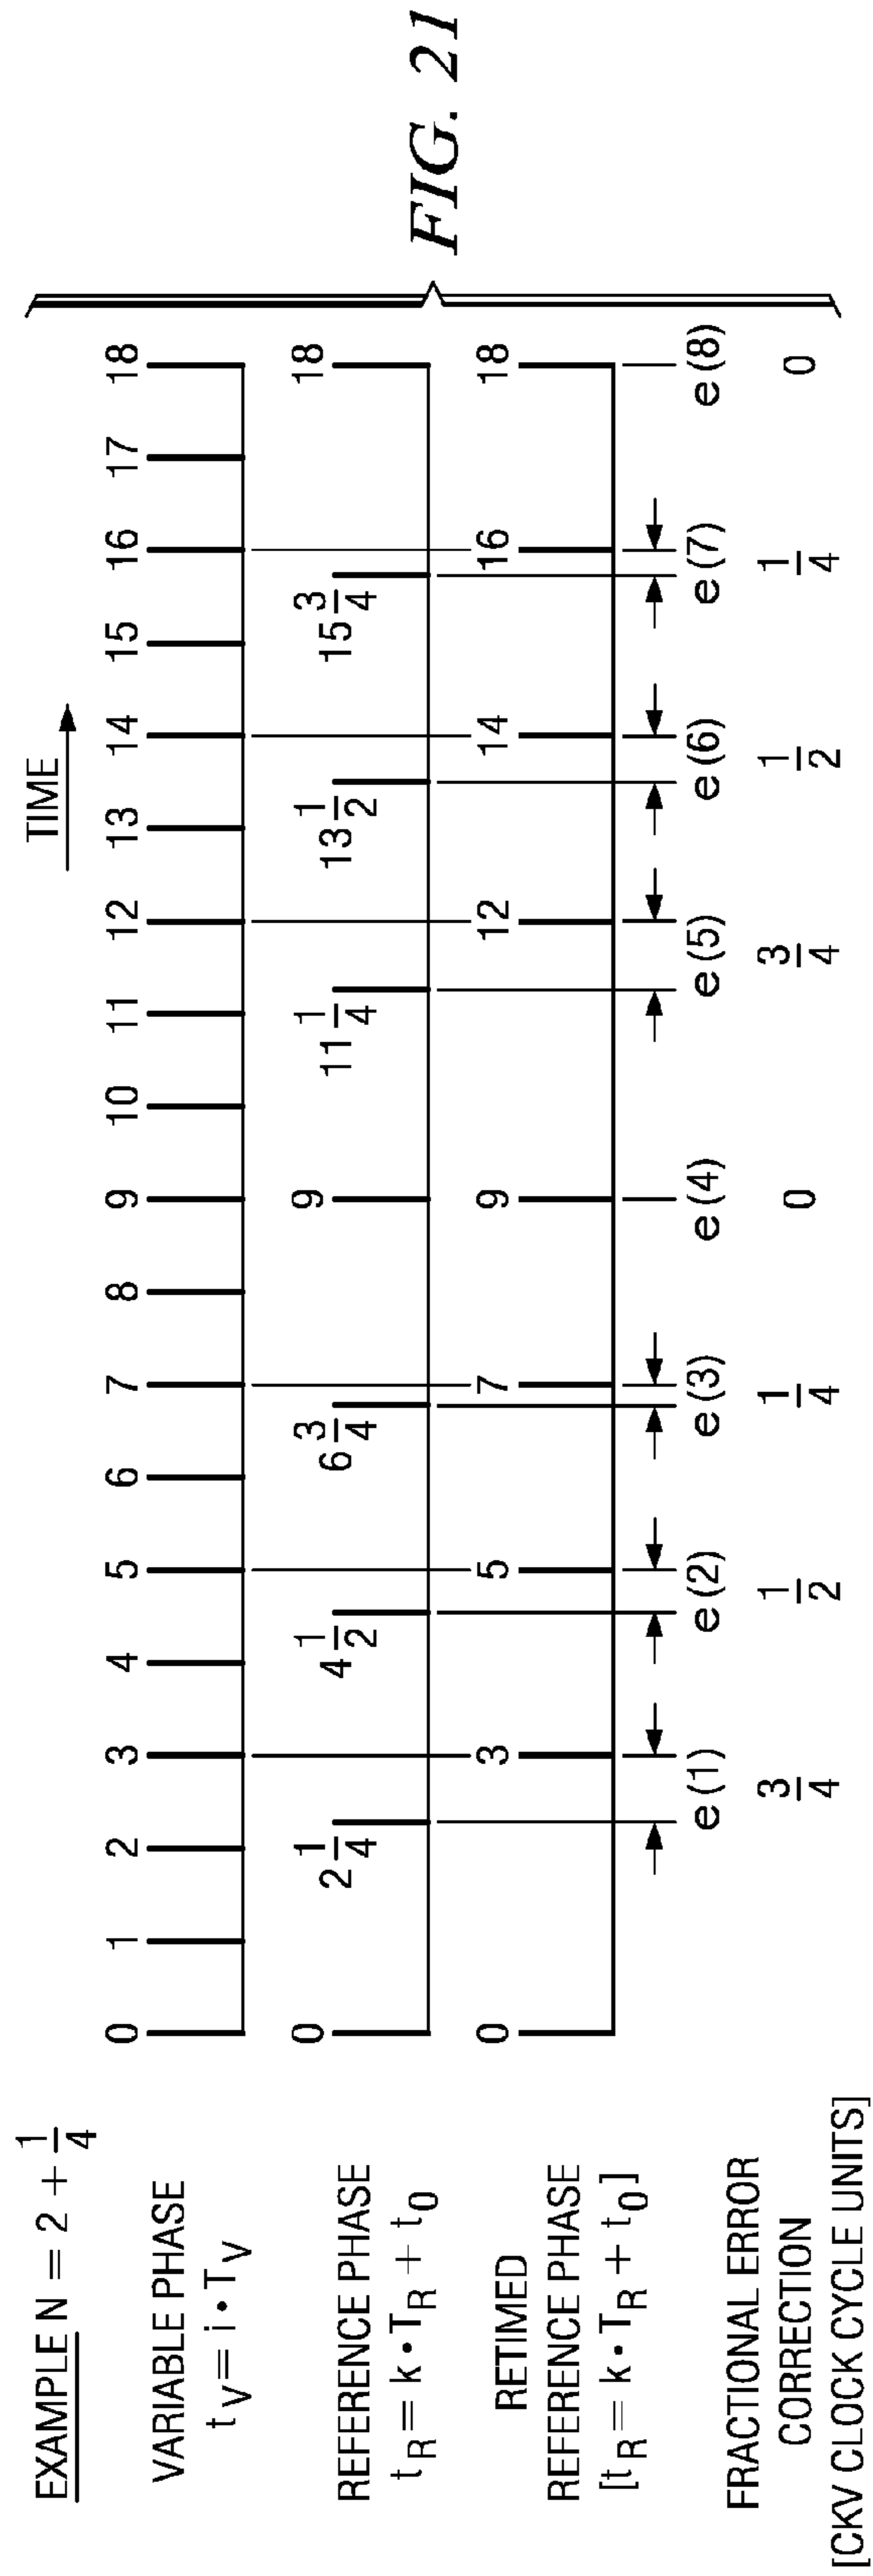 EXAMPLE N = 2 + 1/4
TIME
VARIABLE PHASE
t_V = i • T_V
0 1 2 3 4 5 6 7 8 9 10 11 12 13 14 15 16 17 18
REFERENCE PHASE
t_R = k • T_R + t_0
0 2 1/4 4 1/2 6 3/4 9 11 1/4 13 1/2 15 3/4 18
RETIMED
REFERENCE PHASE
[t_R = k • T_R + t_0]
0 3 5 7 9 12 14 16 18
e(1) e(2) e(3) e(4) e(5) e(6) e(7) e(8)
FRACTIONAL ERROR
CORRECTION
[CKV CLOCK CYCLE UNITS]
3/4 1/2 1/4 0 3/4 1/2 1/4 0
FIG. 21